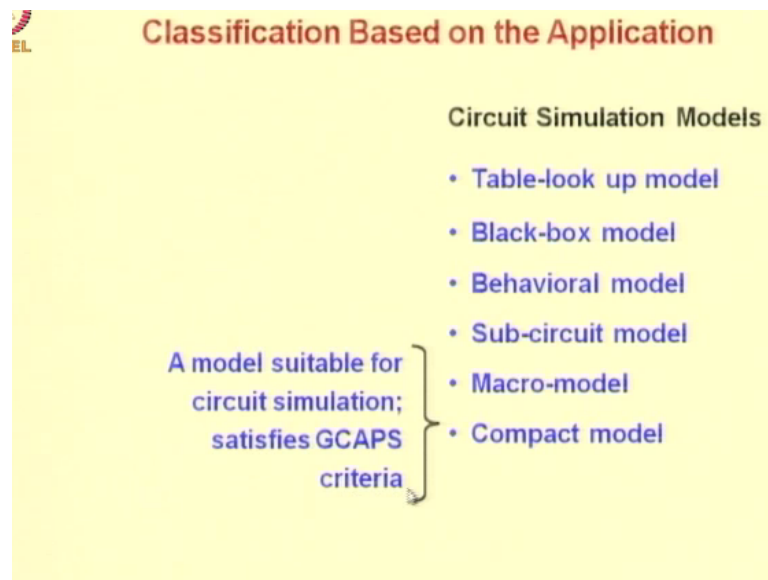 EL
Classification Based on the Application
Circuit Simulation Models
• Table-look up model
• Black-box model
• Behavioral model
• Sub-circuit model
• Macro-model
• Compact model
A model suitable for
circuit simulation;
satisfies GCAPS
criteria